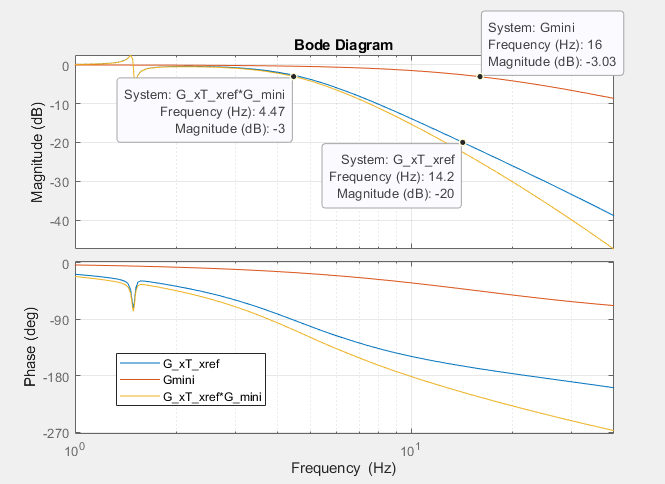 System: Gmini
Frequency (Hz): 16
Magnitude (dB): -3.03
Bode Diagram
0
-10
-20
-30
-40
Magnitude (dB)
System: G_xT_xref*G_mini
Frequency (Hz): 4.47
Magnitude (dB): -3
System: G_xT_xref
Frequency (Hz): 14.2
Magnitude (dB): -20
0
-90
-180
-270
Phase (deg)
G_xT_xref
Gmini
G_xT_xref*G_mini
10^0
10^1
Frequency (Hz)